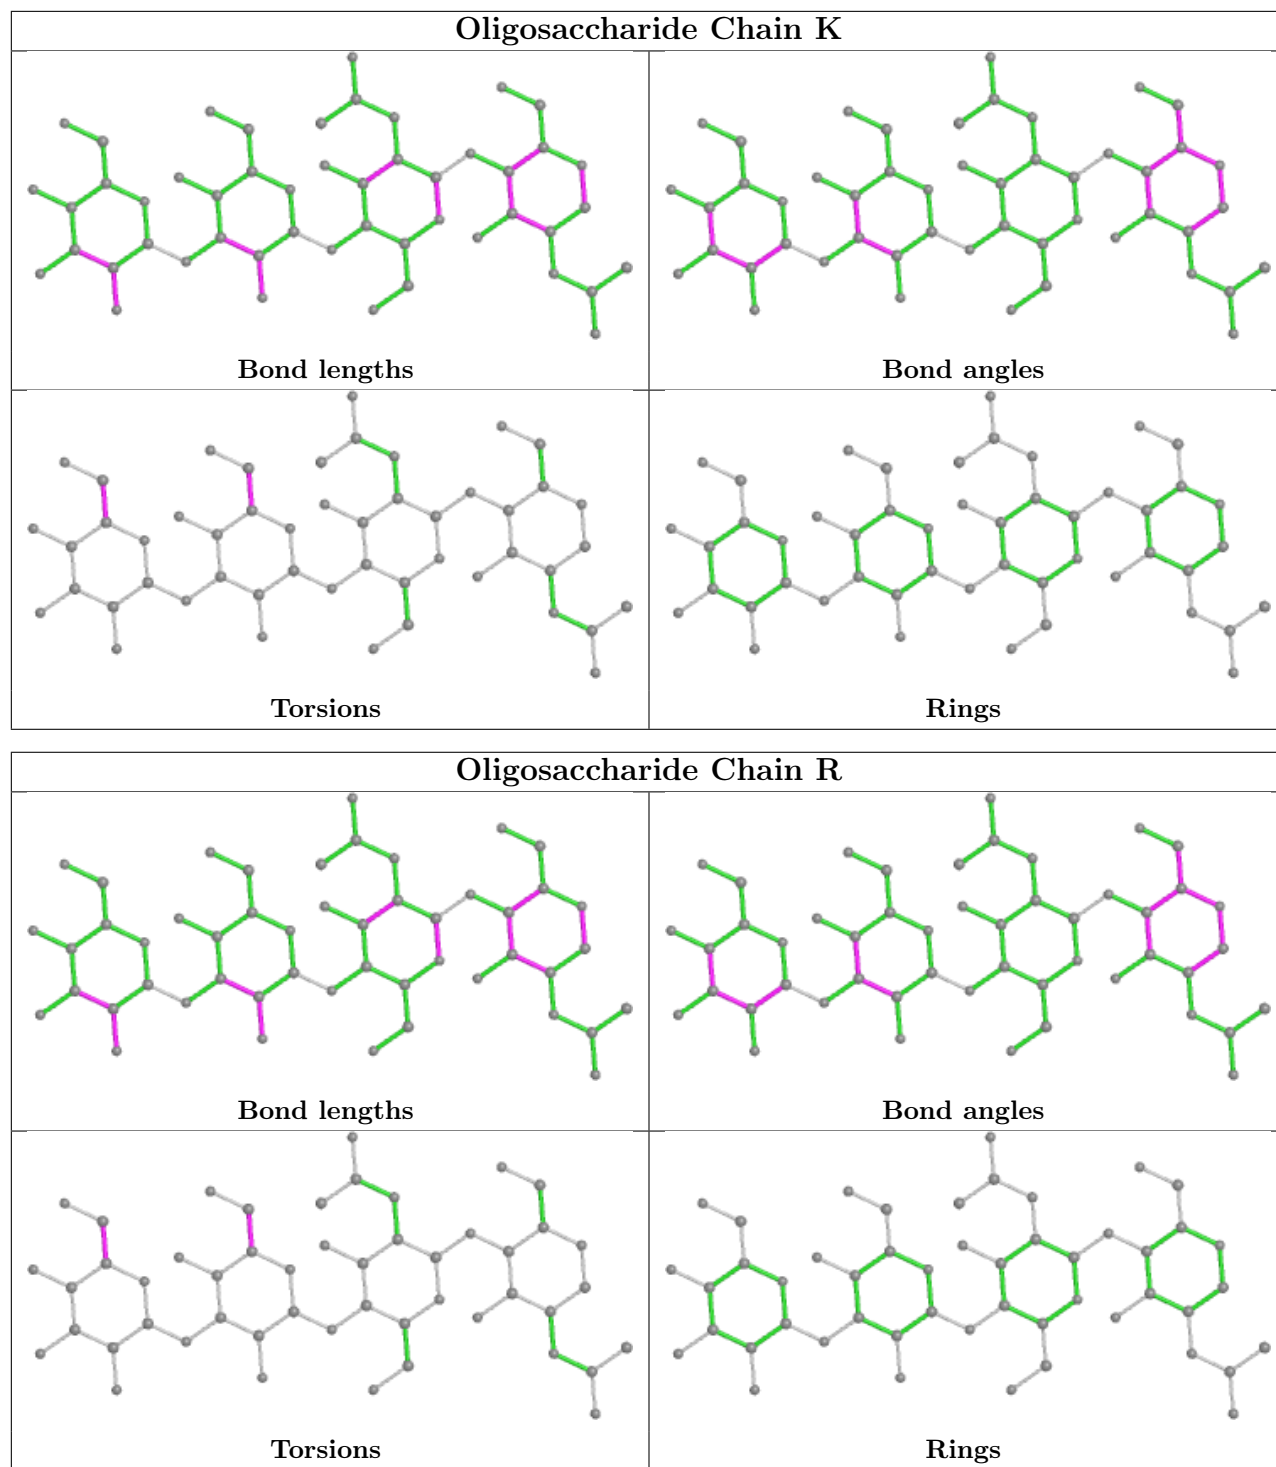 Oligosaccharide Chain K
Bond lengths
Bond angles
Torsions
Rings
Oligosaccharide Chain R
Bond lengths
Bond angles
Torsions
Rings